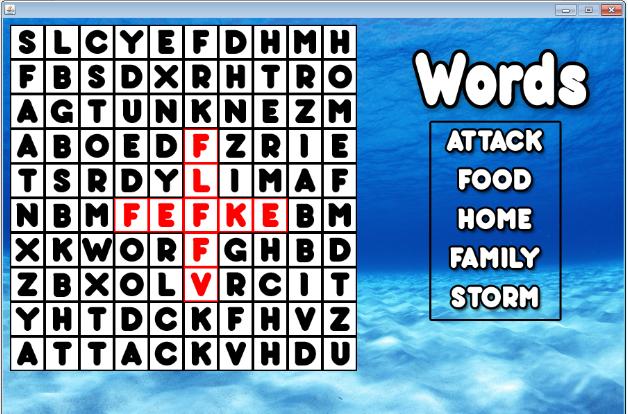 S L C Y E F D H M H
F B S D X R H T R O
A G T U N K N E Z M
A B O E D F Z R I E
T S R D Y L I M A F
N B M F E F K E B M
X K W O R F G H B D
Z B X O L V R C I T
Y H T D C K F H V Z
A T T A C K V H D U
Words
ATTACK
FOOD
HOME
FAMILY
STORM